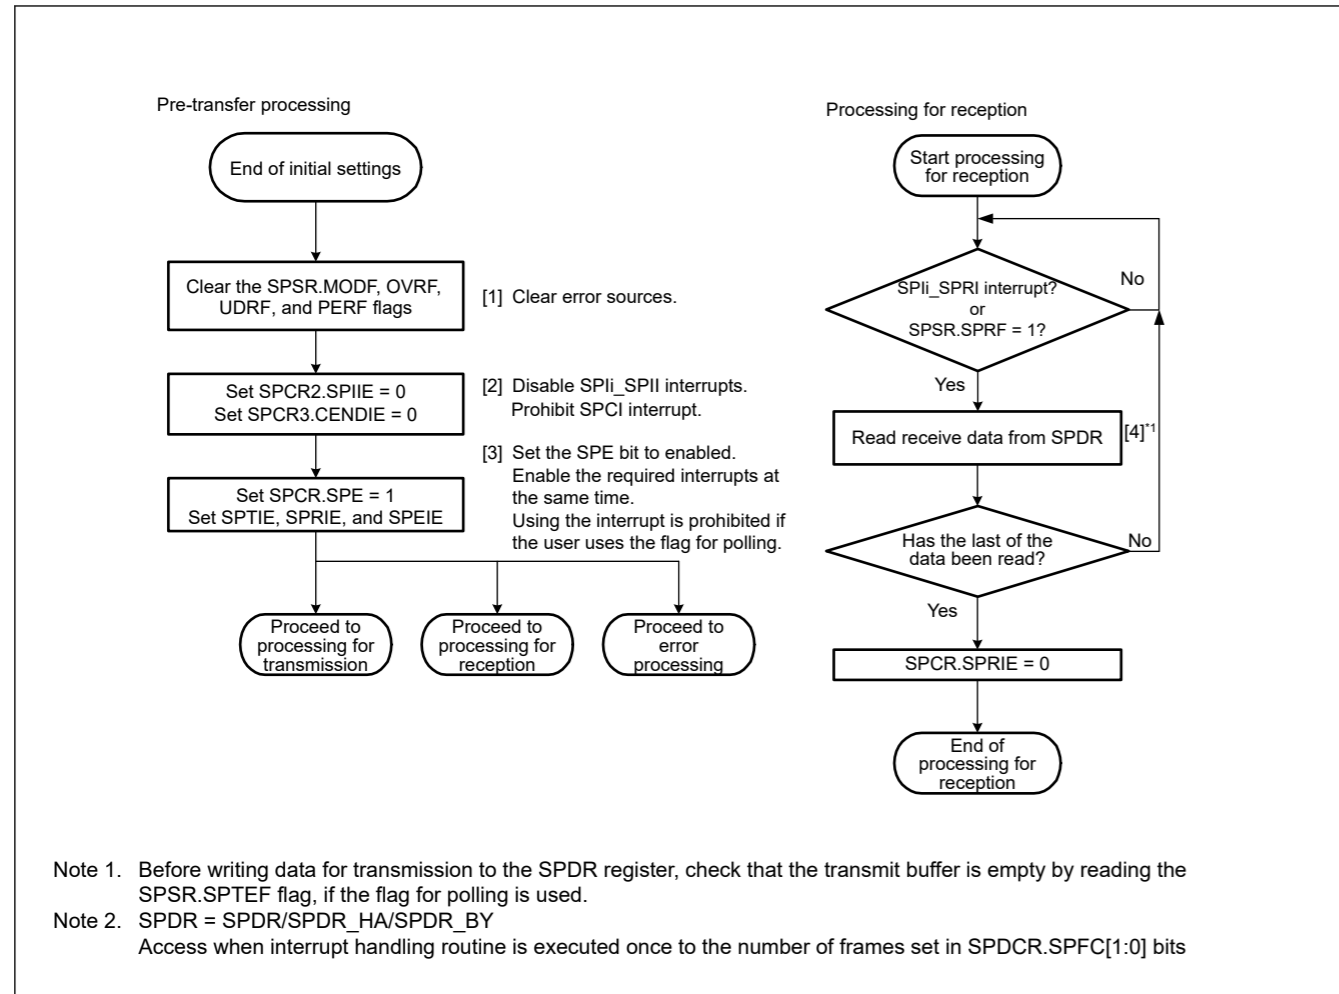 Pre-transfer processing
End of initial settings
Clear the SPSR.MODF, OVRF,
UDRF, and PERF flags
[1] Clear error sources.
Set SPCR2.SPIIE = 0
Set SPCR3.CENDIE = 0
[2] Disable SPIi_SPII interrupts.
Prohibit SPCI interrupt.
Set SPCR.SPE = 1
Set SPTIE, SPRIE, and SPEIE
[3] Set the SPE bit to enabled.
Enable the required interrupts at
the same time.
Using the interrupt is prohibited if
the user uses the flag for polling.
Proceed to
processing for
transmission
Proceed to
processing for
reception
Proceed to
error
processing
Processing for reception
Start processing
for reception
SPIi_SPRI interrupt?
or
SPSR.SPRF = 1?
No
Yes
Read receive data from SPDR
[4]*1
Has the last of the
data been read?
No
Yes
SPCR.SPRIE = 0
End of
processing for
reception
Note 1. Before writing data for transmission to the SPDR register, check that the transmit buffer is empty by reading the
SPSR.SPTEF flag, if the flag for polling is used.
Note 2. SPDR = SPDR/SPDR_HA/SPDR_BY
Access when interrupt handling routine is executed once to the number of frames set in SPDCR.SPFC[1:0] bits